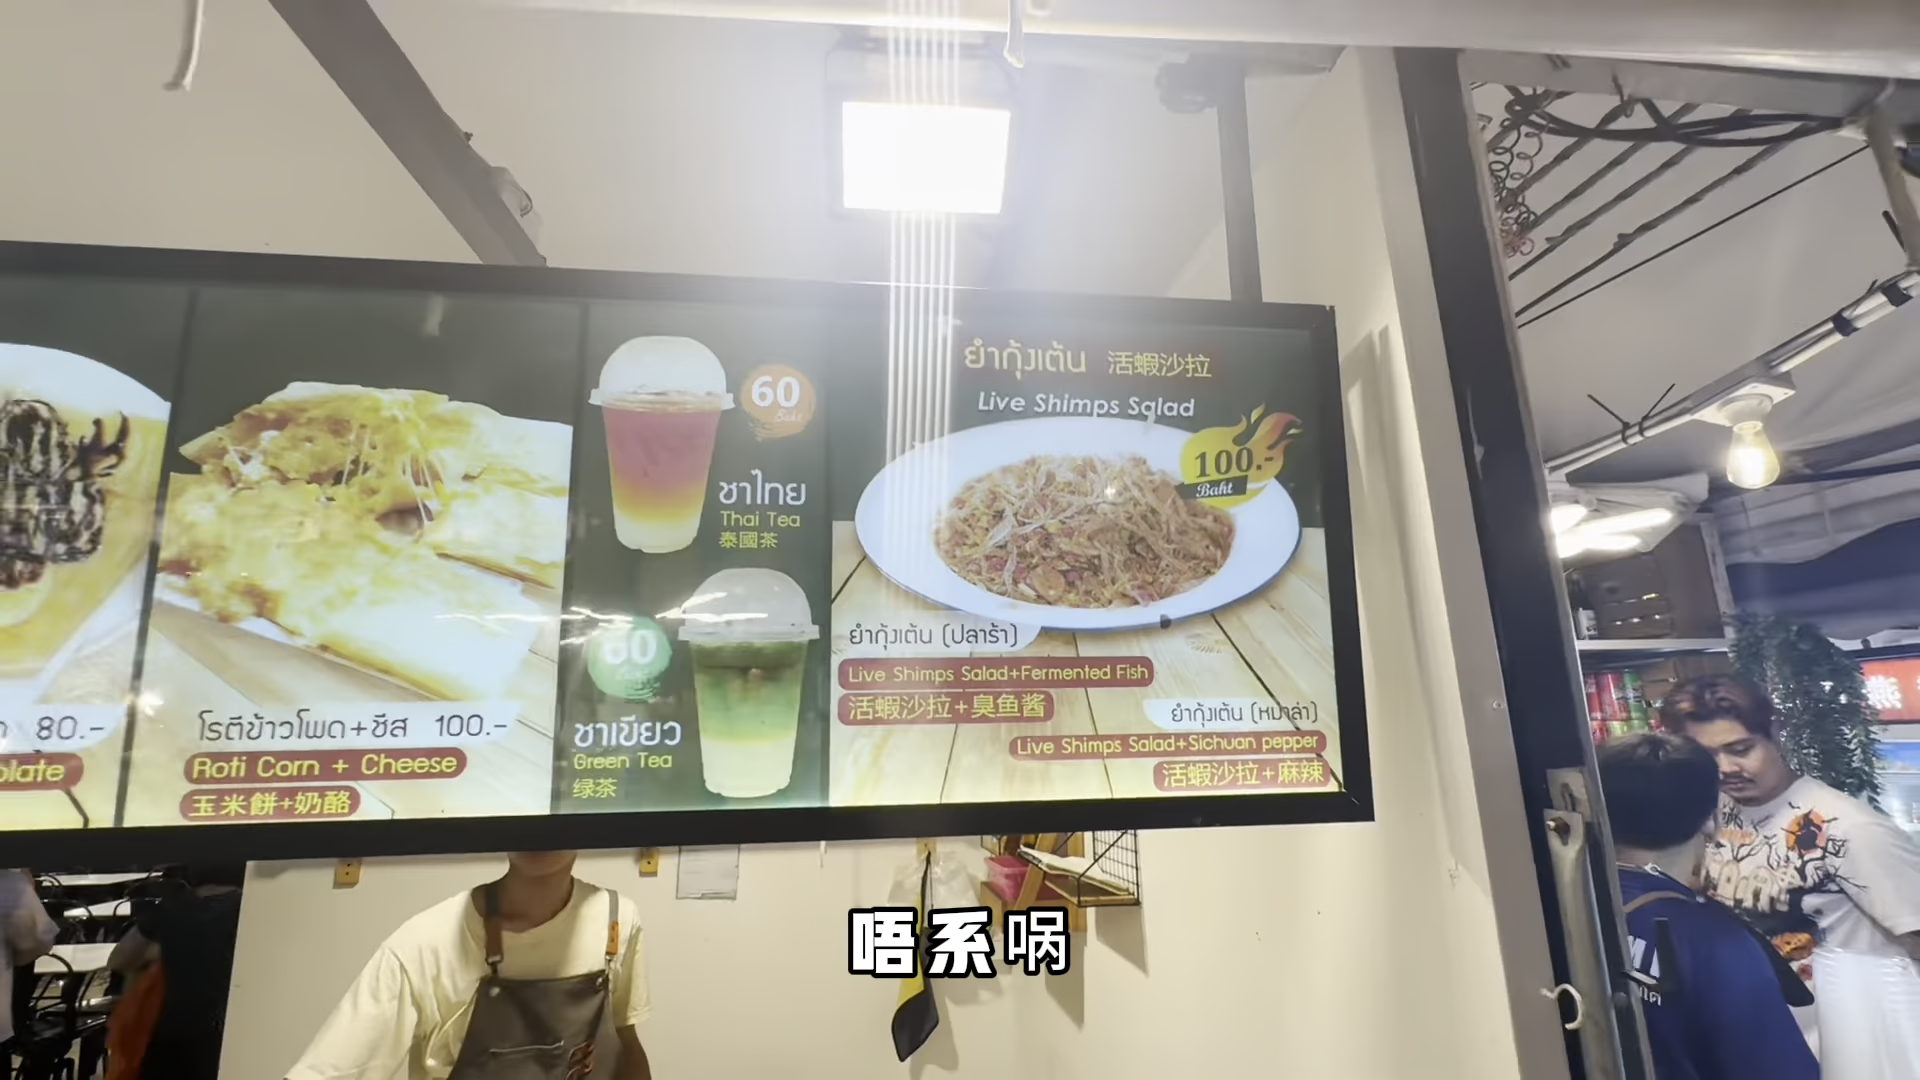 80.-
โรตีข้าวโพด+ชีส 100.-
Roti Corn + Cheese
玉米餅+奶酪
60
Baht
ชาไทย
Thai Tea
泰國茶
60
ชาเขียว
Green Tea
绿茶
ยำกุ้งเต้น 活蝦沙拉
Live Shimps Salad
100.-
Baht
ยำกุ้งเต้น (ปลาร้า)
Live Shimps Salad+Fermented Fish
活蝦沙拉+臭鱼酱
ยำกุ้งเต้น (หมาล่า)
Live Shimps Salad+Sichuan pepper
活蝦沙拉+麻辣
唔系㖞